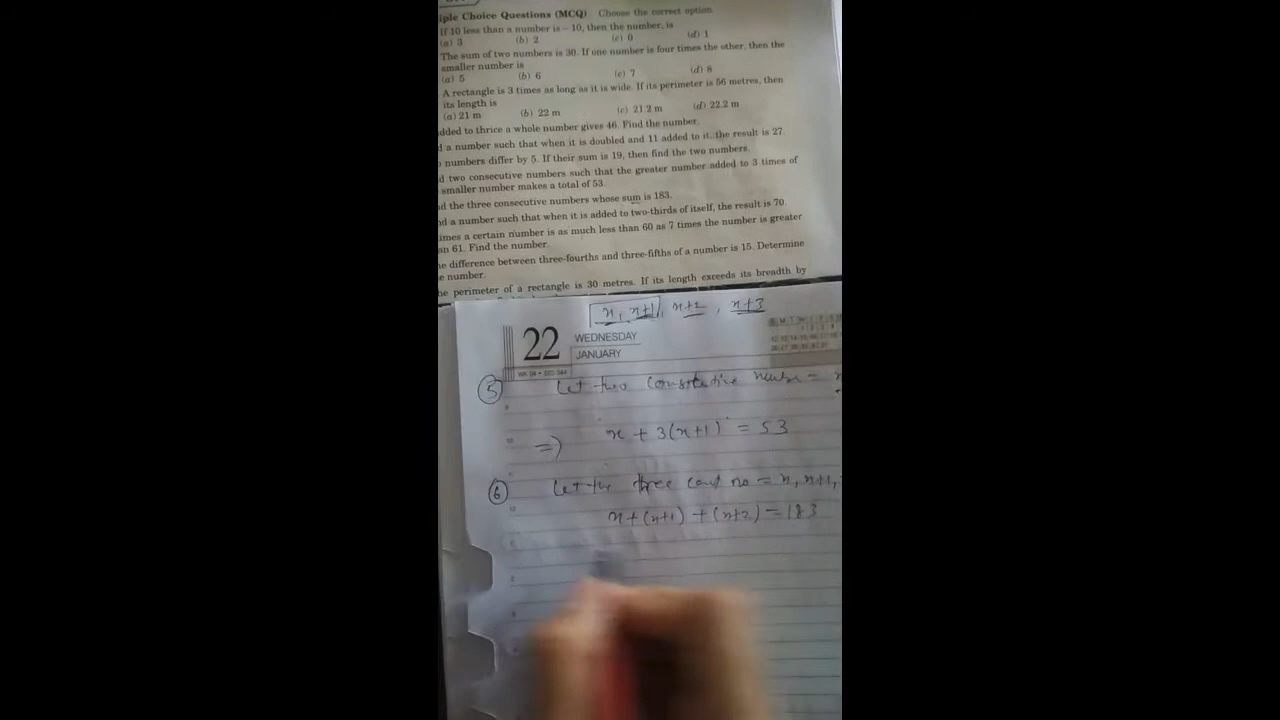 iple Choice Questions (MCQ) Choose the correct option
If 10 less than a number is – 10, then the number, is
(a) 3 (b) 2 (c) 0 (d) 1
The sum of two numbers is 30. If one number is four times the other, then the
smaller number is
(a) 5 (b) 6 (c) 7 (d) 8
A rectangle is 3 times as long as it is wide. If its perimeter is 56 metres, then
its length is
(a) 21 m (b) 22 m (c) 21.2 m (d) 22.2 m
dded to thrice a whole number gives 46. Find the number.
d a number such that when it is doubled and 11 added to it, the result is 27.
numbers differ by 5. If their sum is 19, then find the two numbers.
d two consecutive numbers such that the greater number added to 3 times of
smaller number makes a total of 53.
d the three consecutive numbers whose sum is 183.
d a number such that when it is added to two-thirds of itself, the result is 70.
imes a certain number is as much less than 60 as 7 times the number is greater
an 61. Find the number.
e difference between three-fourths and three-fifths of a number is 15. Determine
e number.
he perimeter of a rectangle is 30 metres. If its length exceeds its breadth by
x, x+1, x+2, x+3
22 WEDNESDAY
JANUARY
5 Let two =
=) x + 3(x+1) = 53
6 Let the three no = x, x+1,
x+(x+1)+(x+2)=183